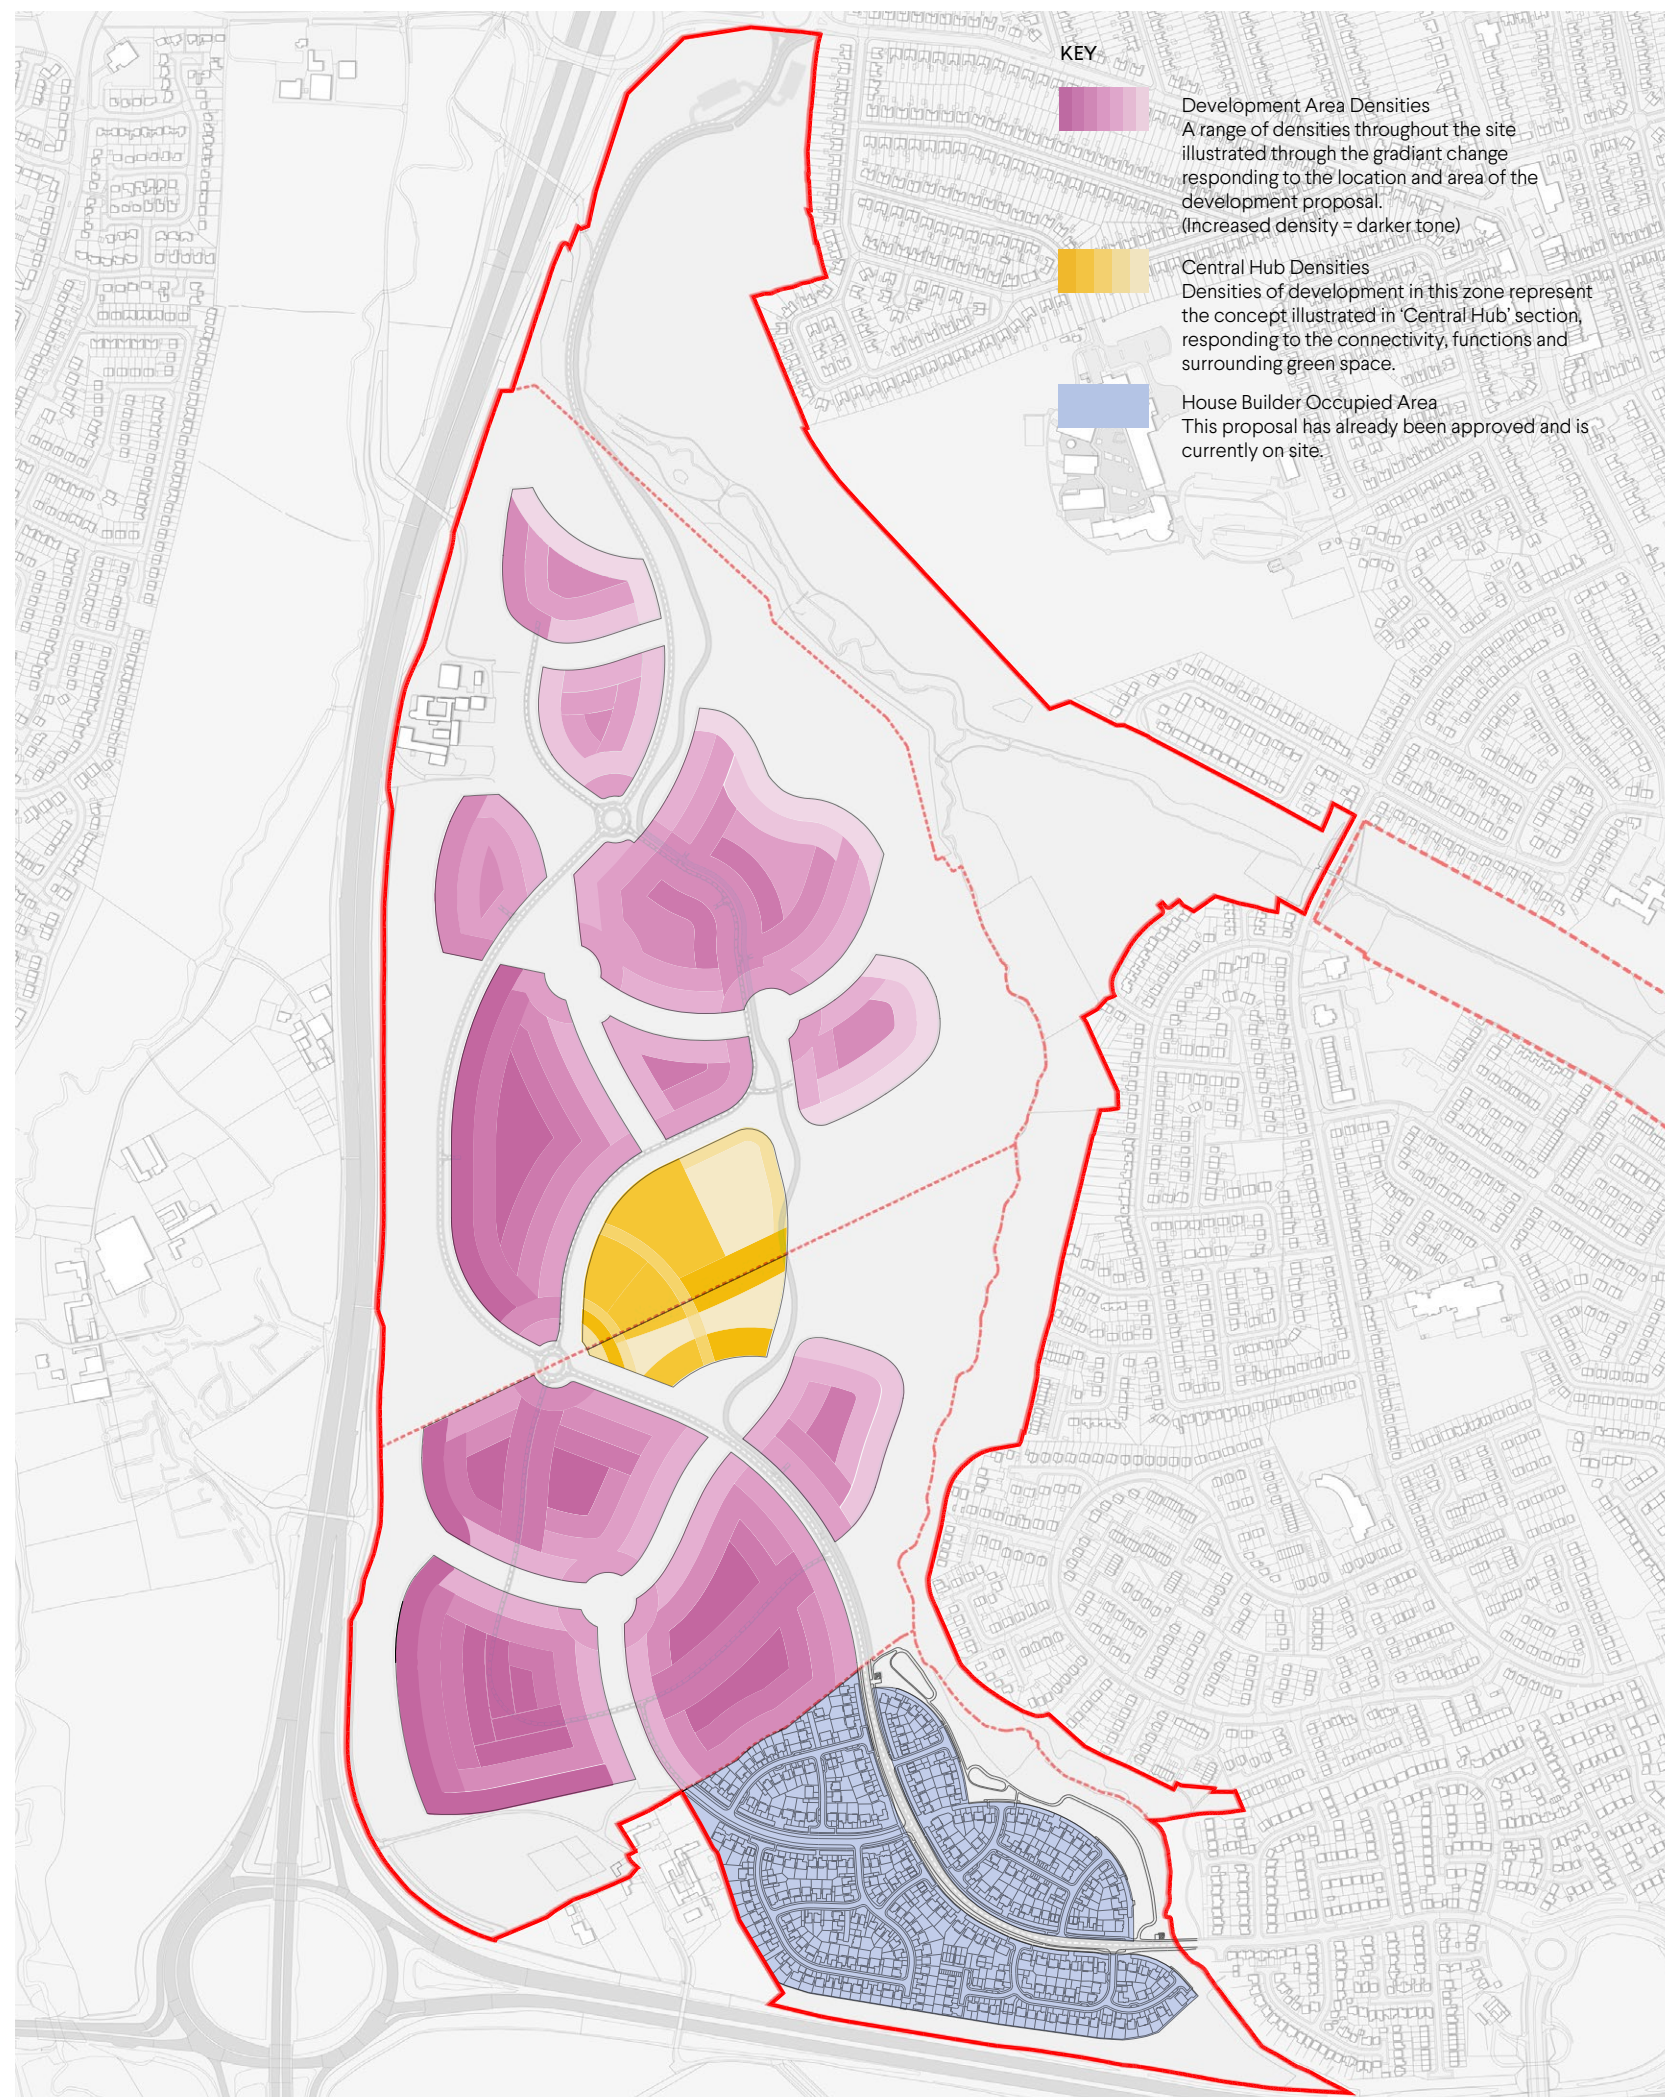 KEY
Development Area Densities
A range of densities throughout the site
illustrated through the gradiant change
responding to the location and area of the
development proposal.
(Increased density = darker tone)
Central Hub Densities
Densities of development in this zone represent
the concept illustrated in ‘Central Hub’ section,
responding to the connectivity, functions and
surrounding green space.
House Builder Occupied Area
This proposal has already been approved and is
currently on site.